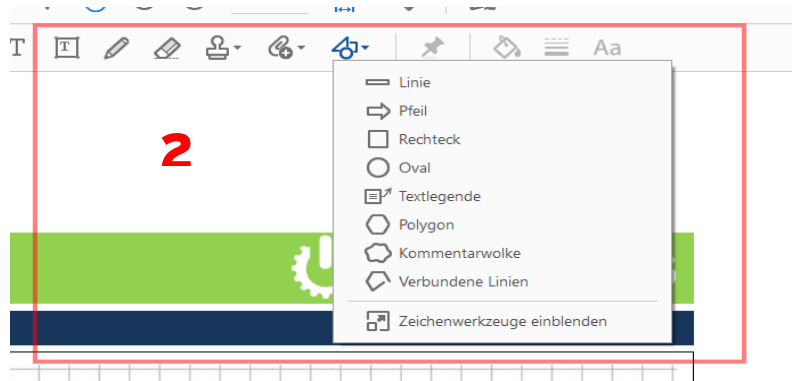 T T Aa
2
Linie
Pfeil
Rechteck
Oval
Textlegende
Polygon
Kommentarwolke
Verbundene Linien
Zeichenwerkzeuge einblenden